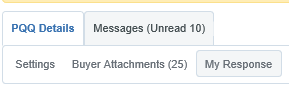 PQQ Details Messages (Unread 10)
Settings Buyer Attachments (25) My Response